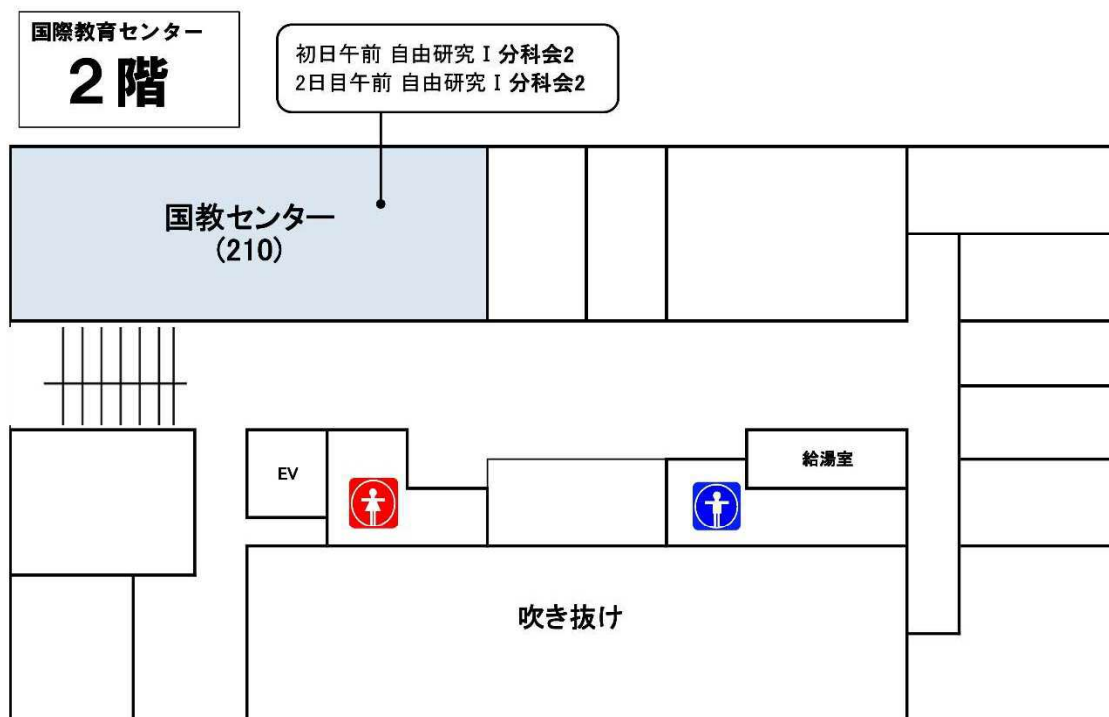 国際教育センター
2階
初日午前 自由研究 I 分科会2
2日目午前 自由研究 I 分科会2
国教センター
(210)
EV
給湯室
吹き抜け